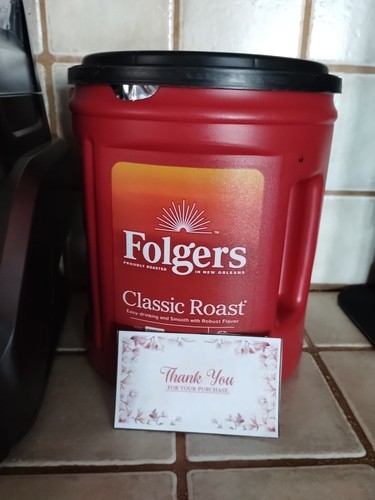 Folgers™
PROUDLY ROASTED IN NEW ORLEANS
Classic Roast®
Easy-drinking and Smooth with Robust Flavor
Thank You
FOR YOUR PURCHASE